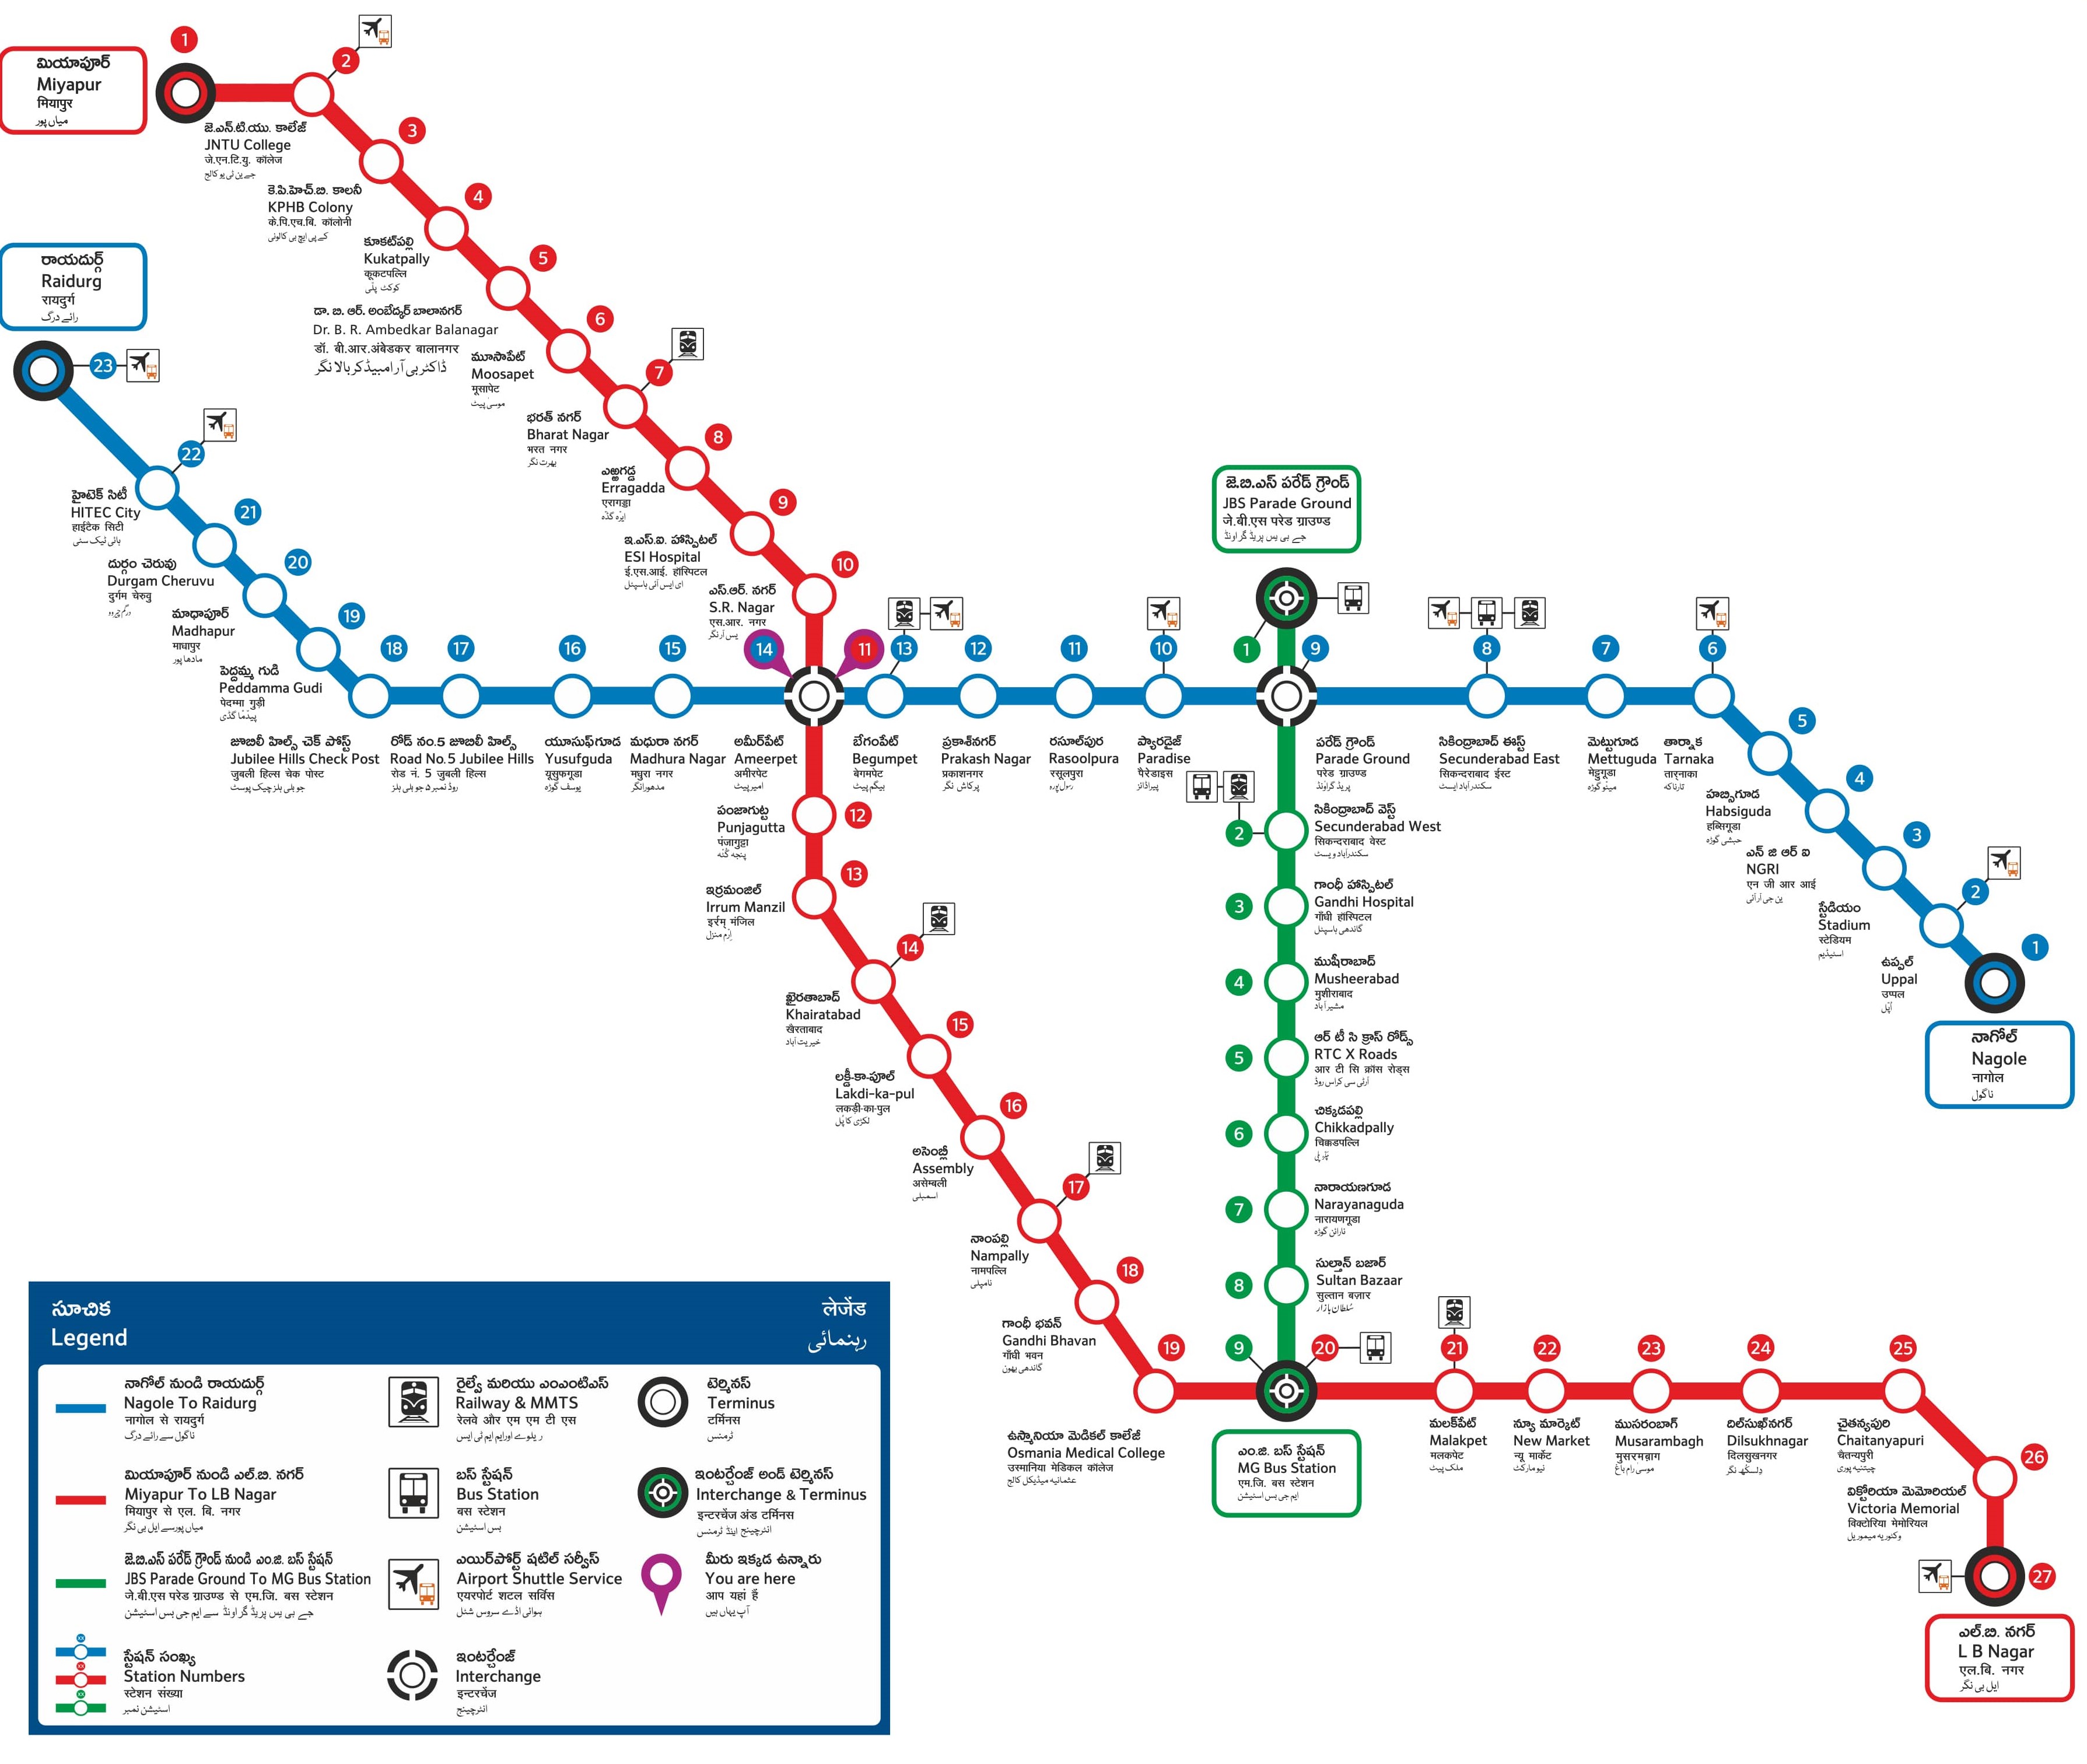 1
మియాపూర్
Miyapur
मियापुर
میاں پور
2
జె.ఎన్.టి.యు. కాలేజ్
JNTU College
जे.एन.टि.यु. कॉलेज
جے ین ٹی یو کالج
3
కె.పి.హెచ్.బి. కాలనీ
KPHB Colony
के.पि.एच.बि. कॉलोनी
کے پی ایچ بی کالونی
4
కూకట్‌పల్లి
Kukatpally
कूकटपल्लि
کوکٹ پلی
5
డా. బి. ఆర్. అంబేద్కర్ బాలానగర్
Dr. B. R. Ambedkar Balanagar
डॉ. बी.आर.अंबेडकर बालानगर
ڈاکٹر بی آر امبیڈکر بالا نگر
6
మూసాపేట్
Moosapet
मूसापेट
موسیٰ پیٹ
7
భరత్ నగర్
Bharat Nagar
भरत नगर
بھرت نگر
8
ఎఱ్ఱగడ్డ
Erragadda
एरागड्डा
ایرہ گڈہ
9
ఇ.ఎస్.ఐ. హాస్పిటల్
ESI Hospital
ई.एस.आई. हॉस्पिटल
ای ایس آئی ہاسپٹل
10
ఎస్.ఆర్. నగర్
S.R. Nagar
एस.आर. नगर
یس آر نگر
రాయదుర్గ్
Raidurg
रायदुर्ग
رائے درگ
23
22
హైటెక్ సిటీ
HITEC City
हाईटैक सिटी
ہائی ٹیک سٹی
21
దుర్గం చెరువు
Durgam Cheruvu
दुर्गम चेरुवु
20
మాధాపూర్
Madhapur
माधापुर
مادھا پور
19
పెద్దమ్మ గుడి
Peddamma Gudi
पेदम्मा गुड़ी
پیدّما گڈی
18
17
16
15
14
11
13
12
11
10
9
8
7
6
జూబిలీ హిల్స్ చెక్ పోస్ట్
Jubilee Hills Check Post
जुबली हिल्स चेक पोस्ट
جوبلی ہلز چیک پوسٹ
రోడ్ నం.5 జూబిలీ హిల్స్
Road No.5 Jubilee Hills
रोड नं. 5 जुबली हिल्स
روڈ نمبر ۵ جوبلی ہلز
యూసుఫ్‌గూడ
Yusufguda
यूसुफगूडा
یوسف گوڑہ
మధురా నగర్
Madhura Nagar
मधुरा नगर
مدھورانگر
అమీర్‌పేట్
Ameerpet
अमीरपेट
امیر پیٹ
బేగంపేట్
Begumpet
बेगमपेट
بیگم پیٹ
ప్రకాశ్‌నగర్
Prakash Nagar
प्रकाशनगर
پرکاش نگر
రసూల్‌పుర
Rasoolpura
रसूलपुरा
رسول پورہ
ప్యారడైజ్
Paradise
पैरेडाइस
پیراڈائز
జె.బి.ఎస్ పరేడ్ గ్రౌండ్
JBS Parade Ground
जे.बी.एस परेड ग्राउण्ड
جے بی یس پریڈ گراونڈ
1
పరేడ్ గ్రౌండ్
Parade Ground
परेड ग्राउण्ड
پریڈ گراونڈ
సికింద్రాబాద్ ఈస్ట్
Secunderabad East
सिकन्दराबाद ईस्ट
سکندر آباد ایسٹ
మెట్టుగూడ
Mettuguda
मेट्टुगूडा
میٹو گوڑہ
తార్నాక
Tarnaka
तार्‌नाका
تارناکہ
5
హబ్సిగూడ
Habsiguda
हब्सिगूडा
حبشی گوڑہ
4
ఎన్ జి ఆర్ ఐ
NGRI
एन जी आर आई
ین جی آر آئی
3
స్టేడియం
Stadium
स्टेडियम
اسٹیڈیم
2
ఉప్పల్
Uppal
उप्पल
اُپّل
1
నాగోల్
Nagole
नागोल
ناگول
2
సికింద్రాబాద్ వెస్ట్
Secunderabad West
सिकन्दराबाद वेस्ट
سکندرآباد ویسٹ
3
గాంధీ హాస్పిటల్
Gandhi Hospital
गाँधी हॉस्पिटल
گاندھی ہاسپٹل
4
ముషీరాబాద్
Musheerabad
मुशीराबाद
مشیر آباد
5
ఆర్ టీ సి క్రాస్ రోడ్స్
RTC X Roads
आर टी सि क्रॉस रोड्स
آرٹی سی کراس روڈ
6
చిక్కడపల్లి
Chikkadpally
चिक्कडपल्लि
7
నారాయణగూడ
Narayanaguda
नारायणगूडा
نارائن گوڑہ
8
సుల్తాన్ బజార్
Sultan Bazaar
सुल्तान बज़ार
سُلطان بازار
12
పంజాగుట్ట
Punjagutta
पंजागुट्टा
پنجہ گٹہ
13
ఇర్రమంజిల్
Irrum Manzil
इर्रम् मंजिल
اِرّم منزل
14
ఖైరతాబాద్
Khairatabad
खैरताबाद
خیریت آباد
15
లక్డీ-కా-పూల్
Lakdi-ka-pul
लकड़ी-का-पुल
لکڑی کا پُل
16
అసెంబ్లీ
Assembly
असेम्बली
اسمبلی
17
నాంపల్లి
Nampally
नामपल्लि
نامپلی
18
గాంధీ భవన్
Gandhi Bhavan
गाँधी भवन
گاندھی بھون
19
ఉస్మానియా మెడికల్ కాలేజీ
Osmania Medical College
उस्मानिया मेडिकल कॉलेज
عثمانیہ میڈیکل کالج
9
20
ఎం.జి. బస్ స్టేషన్
MG Bus Station
एम.जि. बस स्टेशन
ایم جی بس اسٹیشن
21
మలక్‌పేట్
Malakpet
मलकपेट
ملک پیٹ
22
న్యూ మార్కెట్
New Market
न्यू मार्केट
نیو مارکٹ
23
ముసరంబాగ్
Musarambagh
मुसरमब़ाग
موسی رام باغ
24
దిల్‌సుఖ్‌నగర్
Dilsukhnagar
दिलसुखनगर
دِلسکُھ نگر
25
చైతన్యపురి
Chaitanyapuri
चैतन्यपुरी
چیتنیہ پوری
26
విక్టోరియా మెమోరియల్
Victoria Memorial
विक्टोरिया मेमोरियल
وکٹوریہ میموریل
27
ఎల్.బి. నగర్
L B Nagar
एल.बि. नगर
ایل بی نگر
సూచిక
लेजेंड
Legend
رہنمائی
నాగోల్ నుండి రాయదుర్గ్
Nagole To Raidurg
नागोल से रायदुर्ग
ناگول سے رائے درگ
మియాపూర్ నుండి ఎల్.బి. నగర్
Miyapur To LB Nagar
मियापुर से एल. बि. नगर
میاں پورسے ایل بی نگر
జె.బి.ఎస్ పరేడ్ గ్రౌండ్ నుండి ఎం.జి. బస్ స్టేషన్
JBS Parade Ground To MG Bus Station
जे.बी.एस परेड ग्राउण्ड से एम.जि. बस स्टेशन
جے بی یس پریڈ گراونڈ سے ایم جی بس اسٹیشن
స్టేషన్ సంఖ్య
Station Numbers
स्टेशन संख्या
اسٹیشن نمبر
రైల్వే మరియు ఎంఎంటిఎస్
Railway & MMTS
रेलवे और एम एम टी एस
ریلوے اورایم ایم ٹی ایس
బస్ స్టేషన్
Bus Station
बस स्टेशन
بس اسٹیشن
ఎయిర్‌పోర్ట్ షటిల్ సర్వీస్
Airport Shuttle Service
एयरपोर्ट शटल सर्विस
ہوائی اڈے سروس شٹل
ఇంటర్ఛేంజ్
Interchange
इन्टरचेंज
انٹرچینج
టెర్మినస్
Terminus
टर्मिनस
ٹرمنس
ఇంటర్ఛేంజ్ అండ్ టెర్మినస్
Interchange & Terminus
इन्टरचेंज अंड टर्मिनस
انٹرچینج اینڈ ٹرمنس
మీరు ఇక్కడ ఉన్నారు
You are here
आप यहां हैं
آپ یہاں ہیں